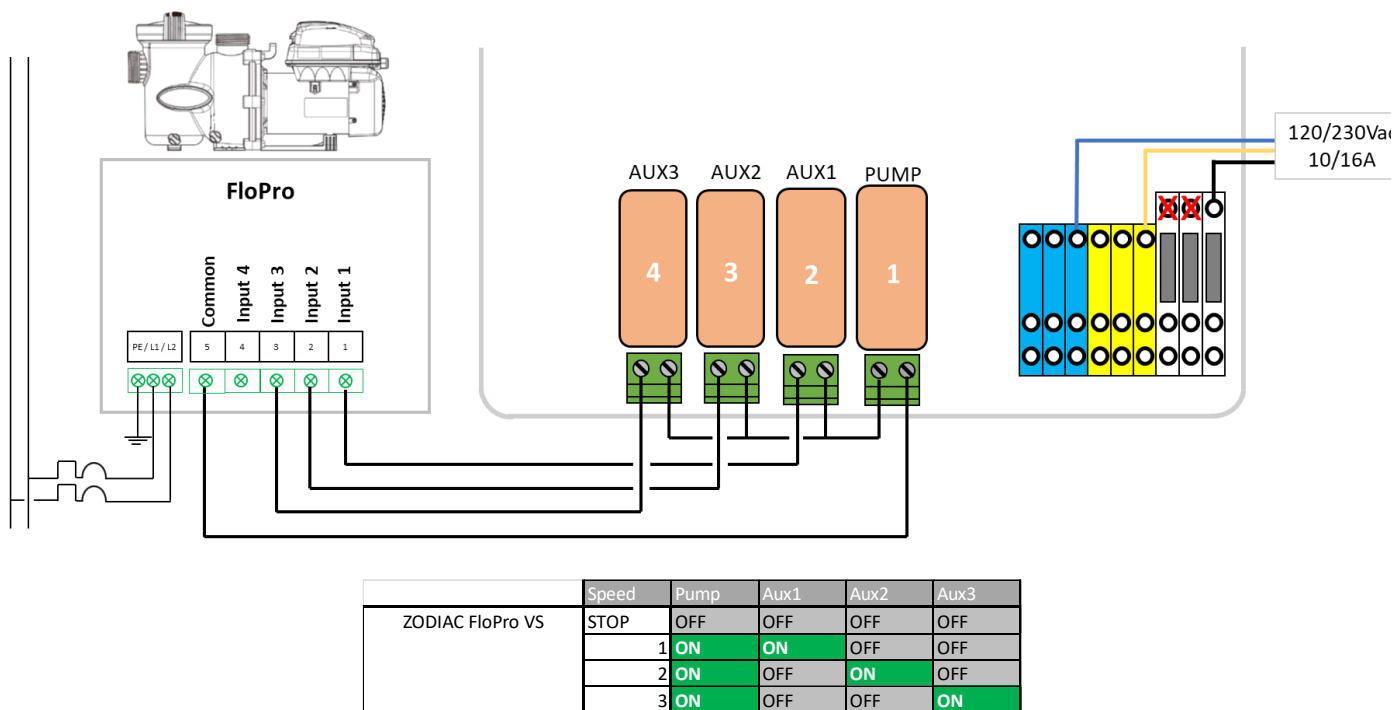 120/230Va
10/16A
AUX3 AUX2 AUX1 PUMP
FloPro
4 3 2 1
Common Input 4 Input 3 Input 2 Input 1
PE / L1 / L2 5 4 3 2 1
Speed Pump Aux1 Aux2 Aux3
ZODIAC FloPro VS STOP OFF OFF OFF OFF
1 ON ON OFF OFF
2 ON OFF ON OFF
3 ON OFF OFF ON